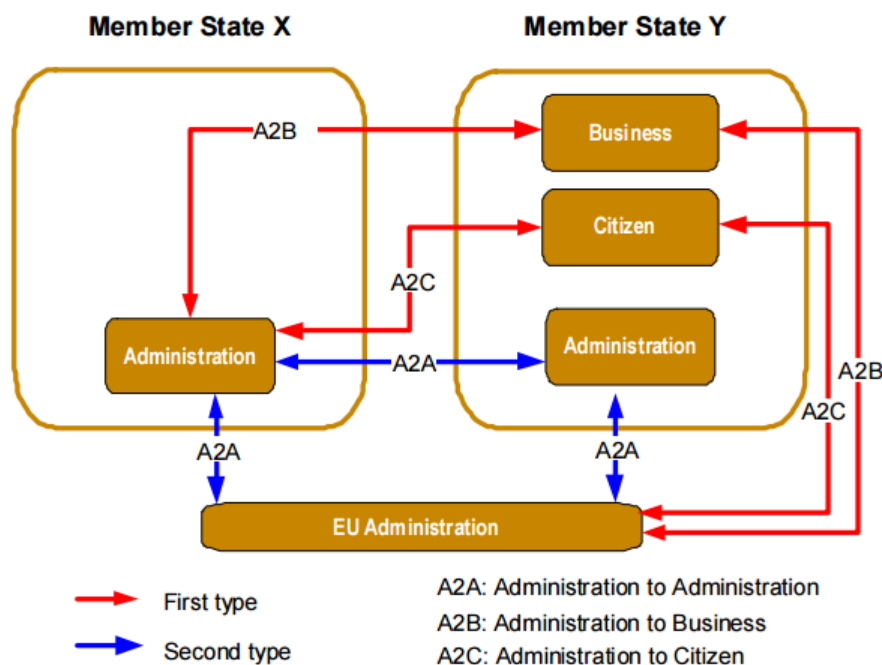 Member State X
Member State Y
Business
A2B
Citizen
A2C
Administration
Administration
A2A
A2B
A2C
A2A
A2A
EU Administration
First type
Second type
A2A: Administration to Administration
A2B: Administration to Business
A2C: Administration to Citizen